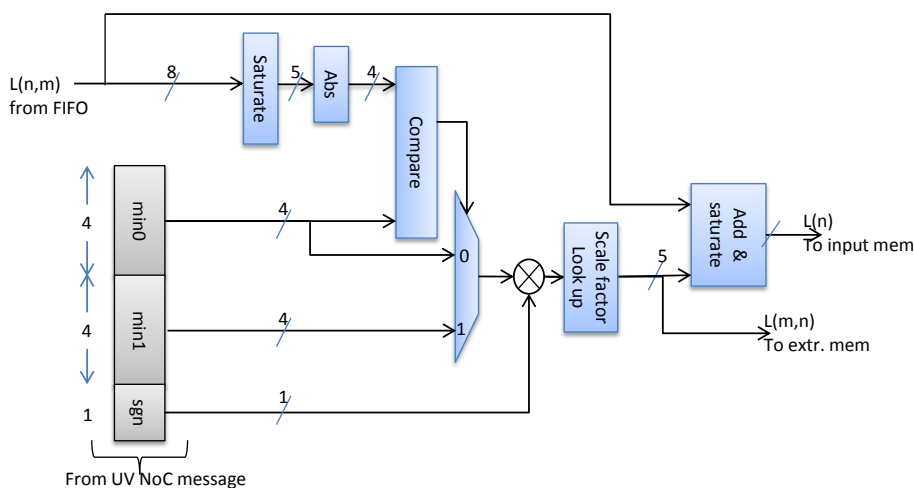 L(n,m)
from FIFO
8
Saturate
5
Abs
4
Compare
4
min0
4
0
Add &
saturate
L(n)
To input mem
Scale factor
Look up
5
4
min1
4
1
L(m,n)
To extr. mem
1
sgn
1
From UV NoC message